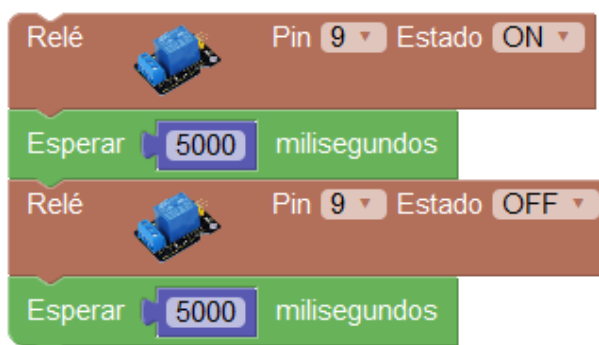 Relé Pin 9 Estado ON
Esperar 5000 milisegundos
Relé Pin 9 Estado OFF
Esperar 5000 milisegundos